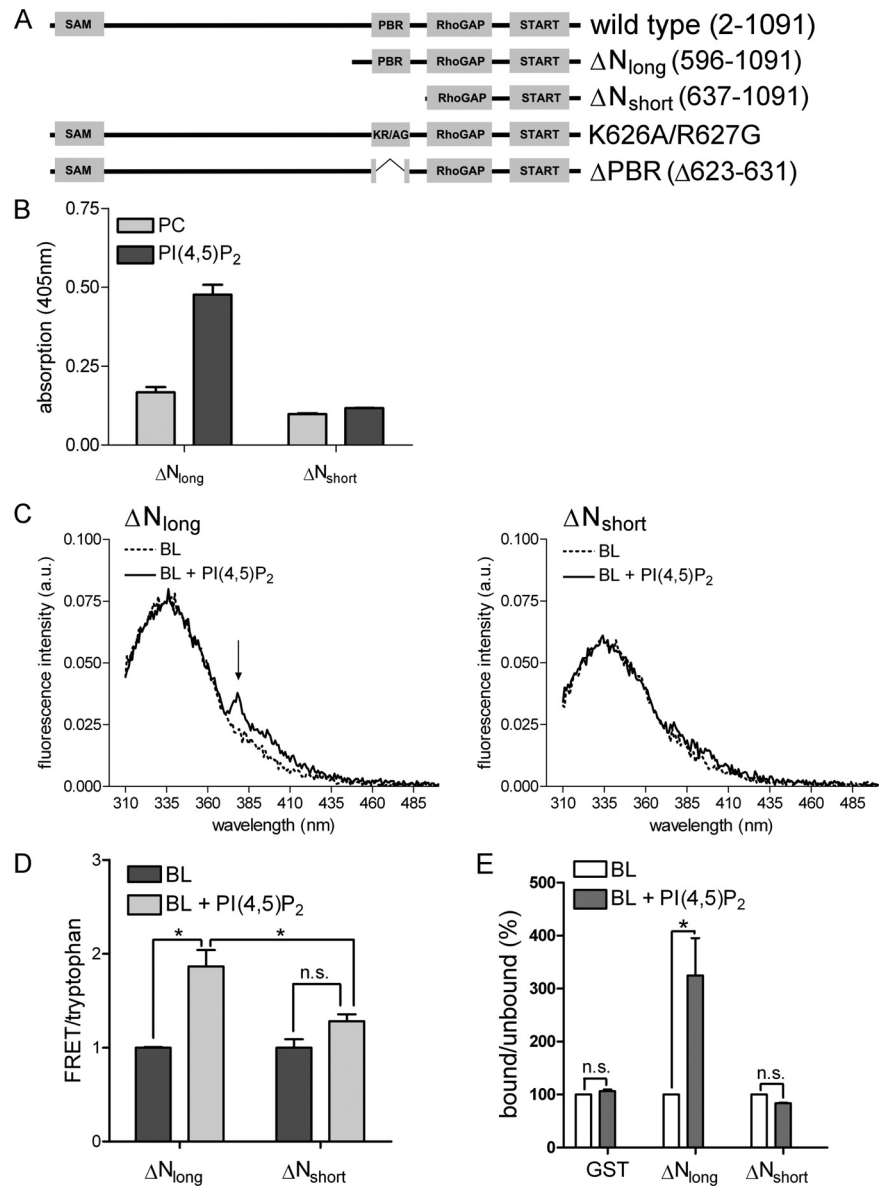 A
SAM PBR RhoGAP START wild type (2-1091)
PBR RhoGAP START ΔNlong (596-1091)
RhoGAP START ΔNshort (637-1091)
SAM KR/AG RhoGAP START K626A/R627G
SAM RhoGAP START ΔPBR (Δ623-631)
B
PC
PI(4,5)P2
absorption (405nm)
0.75
0.50
0.25
0.00
ΔNlong ΔNshort
C
ΔNlong
BL
BL + PI(4,5)P2
fluorescence intensity (a.u.)
0.100
0.075
0.050
0.025
0.000
310 335 360 385 410 435 460 485
wavelength (nm)
ΔNshort
BL
BL + PI(4,5)P2
fluorescence intensity (a.u.)
0.100
0.075
0.050
0.025
0.000
310 335 360 385 410 435 460 485
wavelength (nm)
D
BL
BL + PI(4,5)P2
FRET/tryptophan
3
2
1
0
* *
n.s.
ΔNlong ΔNshort
E
BL
BL + PI(4,5)P2
bound/unbound (%)
500
400
300
200
100
0
n.s. * n.s.
GST ΔNlong ΔNshort